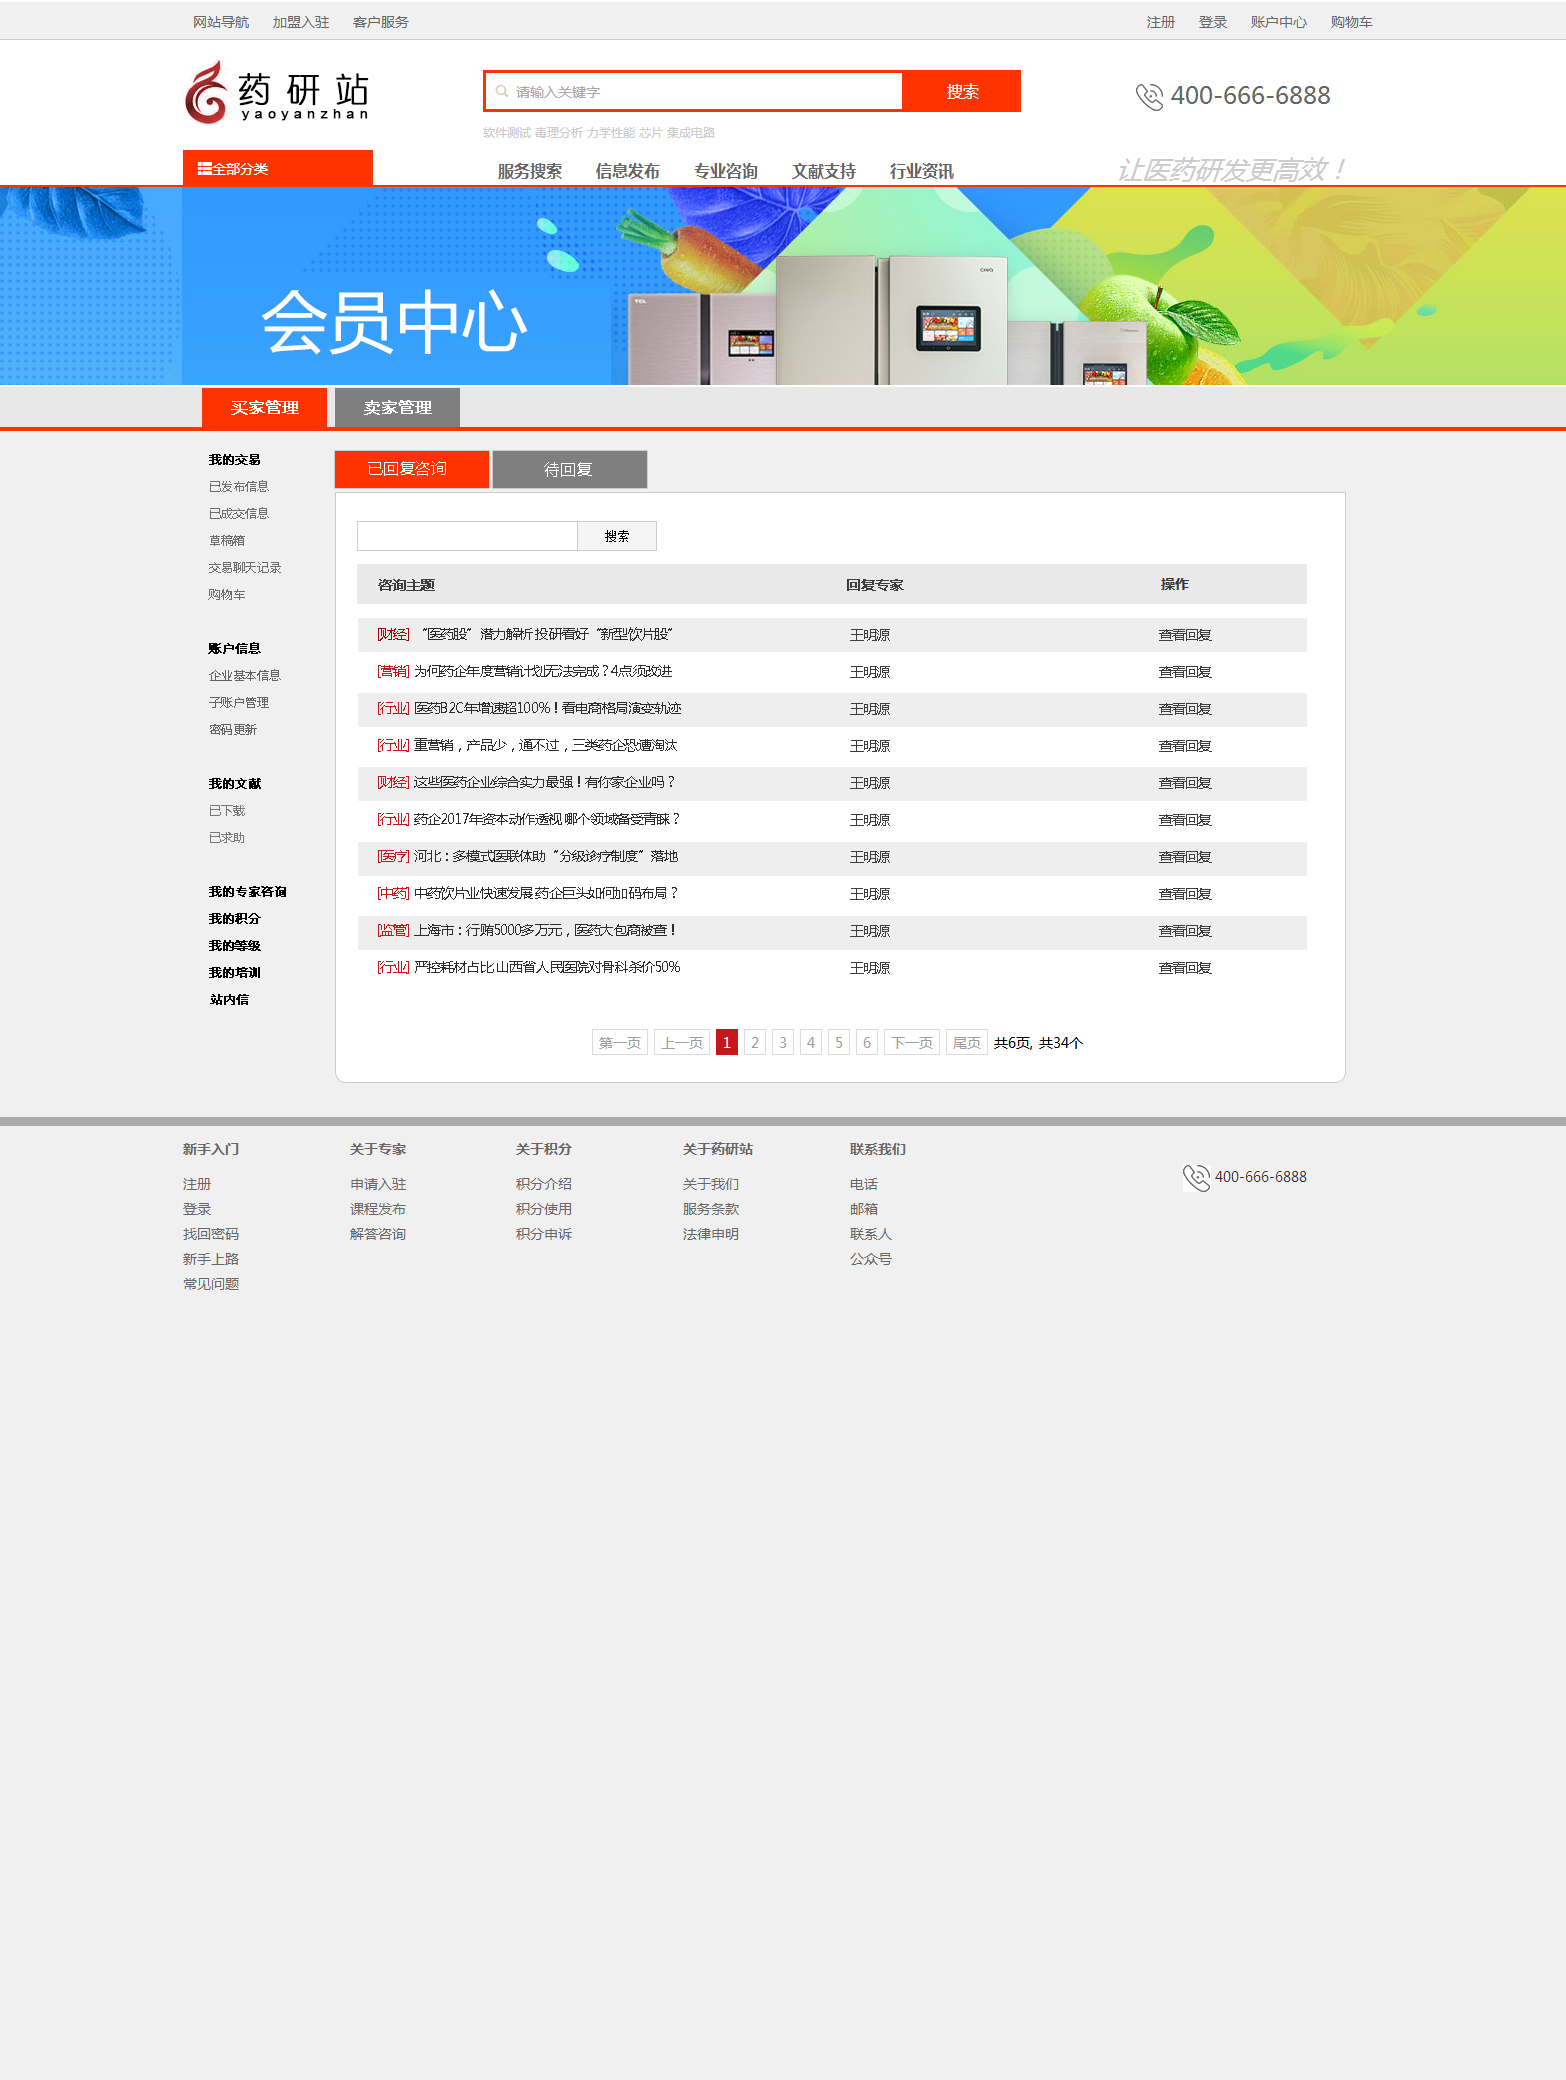 网站导航 加盟入驻 客户服务 注册 登录 账户中心 购物车
药研站
yaoyanzhan
请输入关键字 搜索
400-666-6888
软件测试 毒理分析 力学性能 芯片 集成电路
全部分类 服务搜索 信息发布 专业咨询 文献支持 行业资讯 让医药研发更高效！
会员中心
TCL
CHiQ
买家管理 卖家管理
我的交易
已发布信息
已成交信息
草稿箱
交易聊天记录
购物车
账户信息
企业基本信息
子账户管理
密码更新
我的文献
已下载
已求助
我的专家咨询
我的积分
我的等级
我的培训
站内信
已回复咨询 待回复
搜索
咨询主题 回复专家 操作
[财经] “医药股”潜力解析 投研看好“新型饮片股” 王明源 查看回复
[营销] 为何药企年度营销计划无法完成？4点须改进 王明源 查看回复
[行业] 医药B2C年增速超100%！看电商格局演变轨迹 王明源 查看回复
[行业] 重营销，产品少，通不过，三类药企恐遭淘汰 王明源 查看回复
[财经] 这些医药企业综合实力最强！有你家企业吗？ 王明源 查看回复
[行业] 药企2017年资本动作透视 哪个领域备受青睐？ 王明源 查看回复
[医疗] 河北：多模式医联体助“分级诊疗制度”落地 王明源 查看回复
[中药] 中药饮片业快速发展 药企巨头如何加码布局？ 王明源 查看回复
[监管] 上海市：行贿5000多万元，医药大包商被查！ 王明源 查看回复
[行业] 严控耗材占比 山西省人民医院对骨科杀价50% 王明源 查看回复
第一页 上一页 1 2 3 4 5 6 下一页 尾页 共6页, 共34个
新手入门 关于专家 关于积分 关于药研站 联系我们
注册 申请入驻 积分介绍 关于我们 电话 400-666-6888
登录 课程发布 积分使用 服务条款 邮箱
找回密码 解答咨询 积分申诉 法律申明 联系人
新手上路 公众号
常见问题